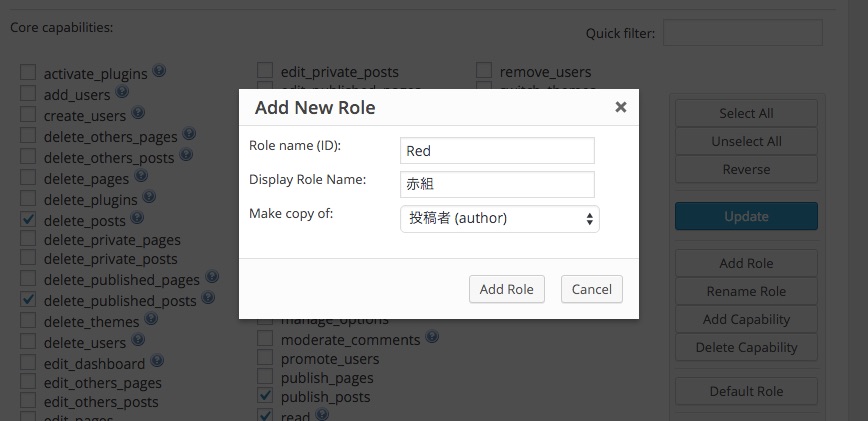 Core capabilities:
Quick filter:
activate_plugins
add_users
create_users
delete_others_pages
delete_others_posts
delete_pages
delete_plugins
delete_posts
delete_private_pages
delete_private_posts
delete_published_pages
delete_published_posts
delete_themes
delete_users
edit_dashboard
edit_others_pages
edit_others_posts
edit_pages
edit_private_posts
edit_published_pages
manage_options
moderate_comments
promote_users
publish_pages
publish_posts
read
remove_users
switch_themes
Add New Role
Role name (ID):
Red
Display Role Name:
赤組
Make copy of:
投稿者 (author)
Add Role
Cancel
Select All
Unselect All
Reverse
Update
Add Role
Rename Role
Add Capability
Delete Capability
Default Role